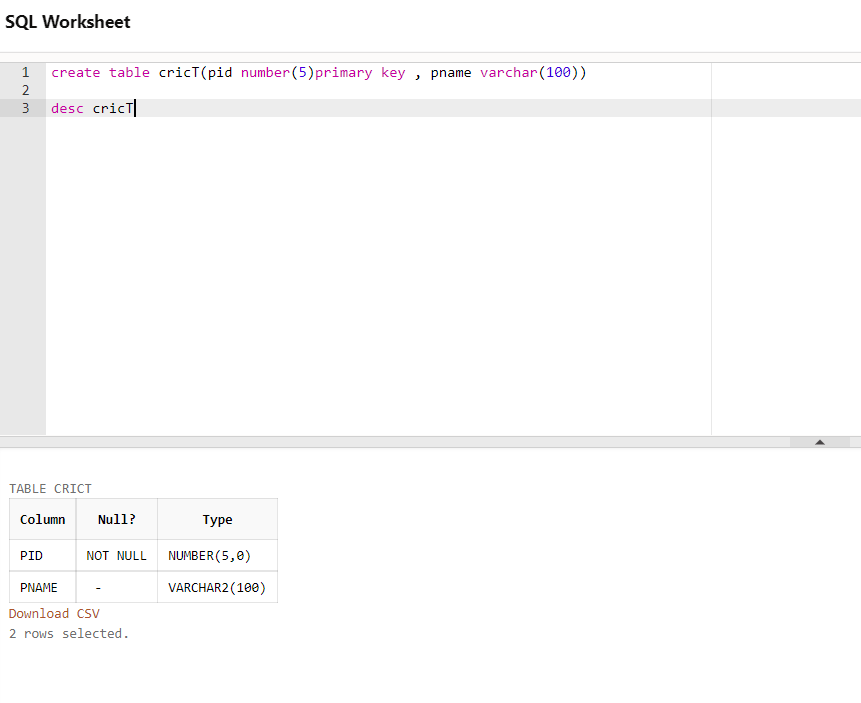 SQL Worksheet
1 create table cricT(pid number(5)primary key , pname varchar(100))
2
3 desc cricT
TABLE CRICT
Column Null? Type
PID NOT NULL NUMBER(5,0)
PNAME - VARCHAR2(100)
Download CSV
2 rows selected.